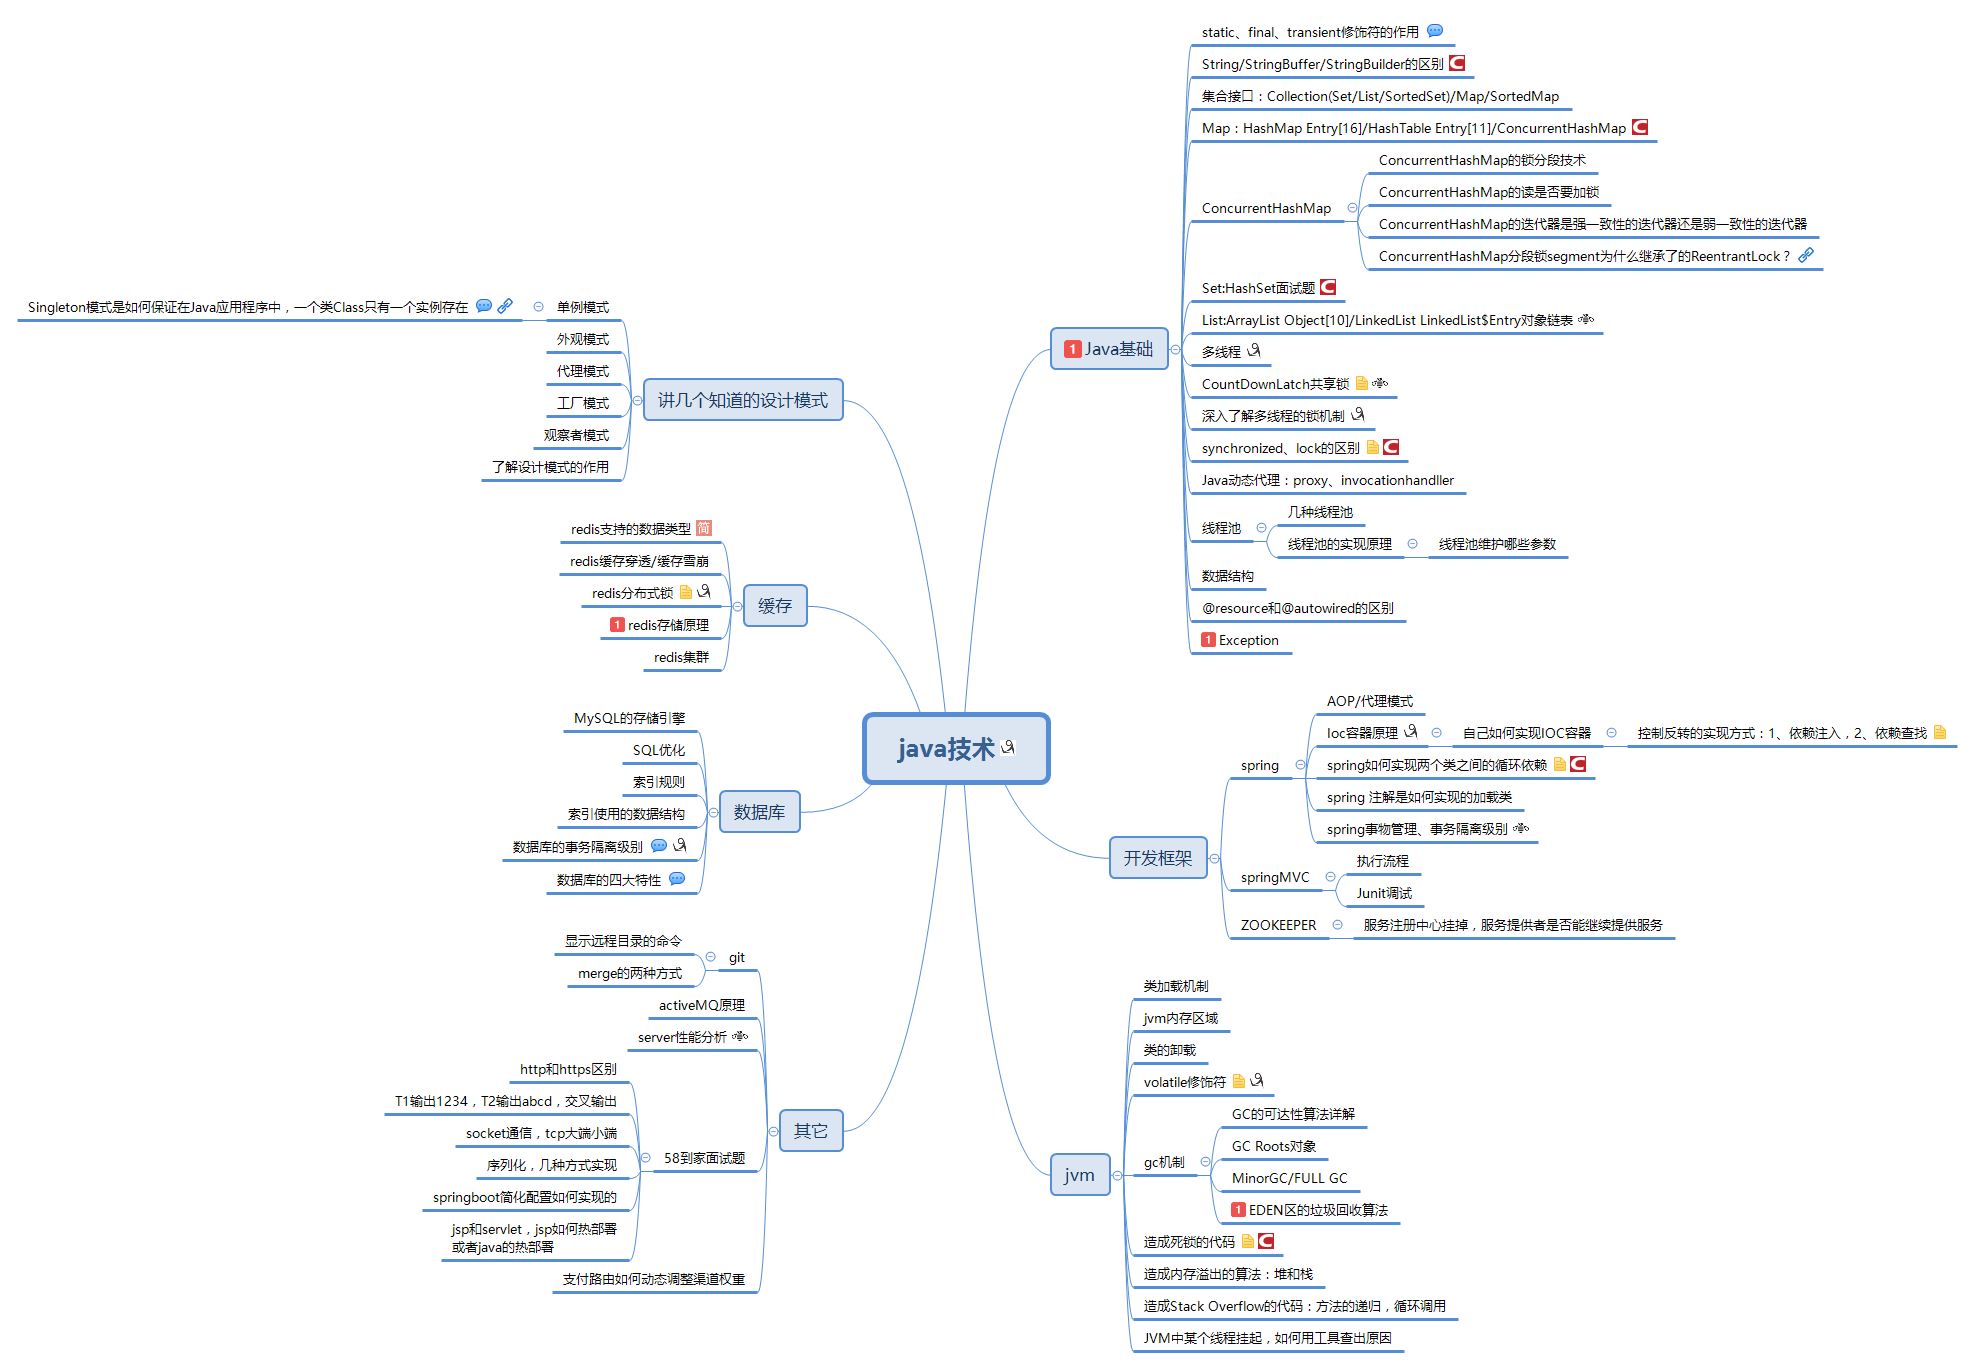 java技术
1 Java基础
static、final、transient修饰符的作用
String/StringBuffer/StringBuilder的区别
集合接口：Collection(Set/List/SortedSet)/Map/SortedMap
Map：HashMap Entry[16]/HashTable Entry[11]/ConcurrentHashMap
ConcurrentHashMap
ConcurrentHashMap的锁分段技术
ConcurrentHashMap的读是否要加锁
ConcurrentHashMap的迭代器是强一致性的迭代器还是弱一致性的迭代器
ConcurrentHashMap分段锁segment为什么继承了的ReentrantLock？
Set:HashSet面试题
List:ArrayList Object[10]/LinkedList LinkedList$Entry对象链表
多线程
CountDownLatch共享锁
深入了解多线程的锁机制
synchronized、lock的区别
Java动态代理：proxy、invocationhandller
线程池
几种线程池
线程池的实现原理
线程池维护哪些参数
数据结构
@resource和@autowired的区别
1 Exception
开发框架
spring
AOP/代理模式
Ioc容器原理
自己如何实现IOC容器
控制反转的实现方式：1、依赖注入，2、依赖查找
spring如何实现两个类之间的循环依赖
spring 注解是如何实现的加载类
spring事物管理、事务隔离级别
springMVC
执行流程
Junit调试
ZOOKEEPER
服务注册中心挂掉，服务提供者是否能继续提供服务
jvm
类加载机制
jvm内存区域
类的卸载
volatile修饰符
gc机制
GC的可达性算法详解
GC Roots对象
MinorGC/FULL GC
1 EDEN区的垃圾回收算法
造成死锁的代码
造成内存溢出的算法：堆和栈
造成Stack Overflow的代码：方法的递归，循环调用
JVM中某个线程挂起，如何用工具查出原因
讲几个知道的设计模式
单例模式
Singleton模式是如何保证在Java应用程序中，一个类Class只有一个实例存在
外观模式
代理模式
工厂模式
观察者模式
了解设计模式的作用
缓存
redis支持的数据类型 简
redis缓存穿透/缓存雪崩
redis分布式锁
1 redis存储原理
redis集群
数据库
MySQL的存储引擎
SQL优化
索引规则
索引使用的数据结构
数据库的事务隔离级别
数据库的四大特性
其它
git
显示远程目录的命令
merge的两种方式
activeMQ原理
server性能分析
58到家面试题
http和https区别
T1输出1234，T2输出abcd，交叉输出
socket通信，tcp大端小端
序列化，几种方式实现
springboot简化配置如何实现的
jsp和servlet，jsp如何热部署
或者java的热部署
支付路由如何动态调整渠道权重